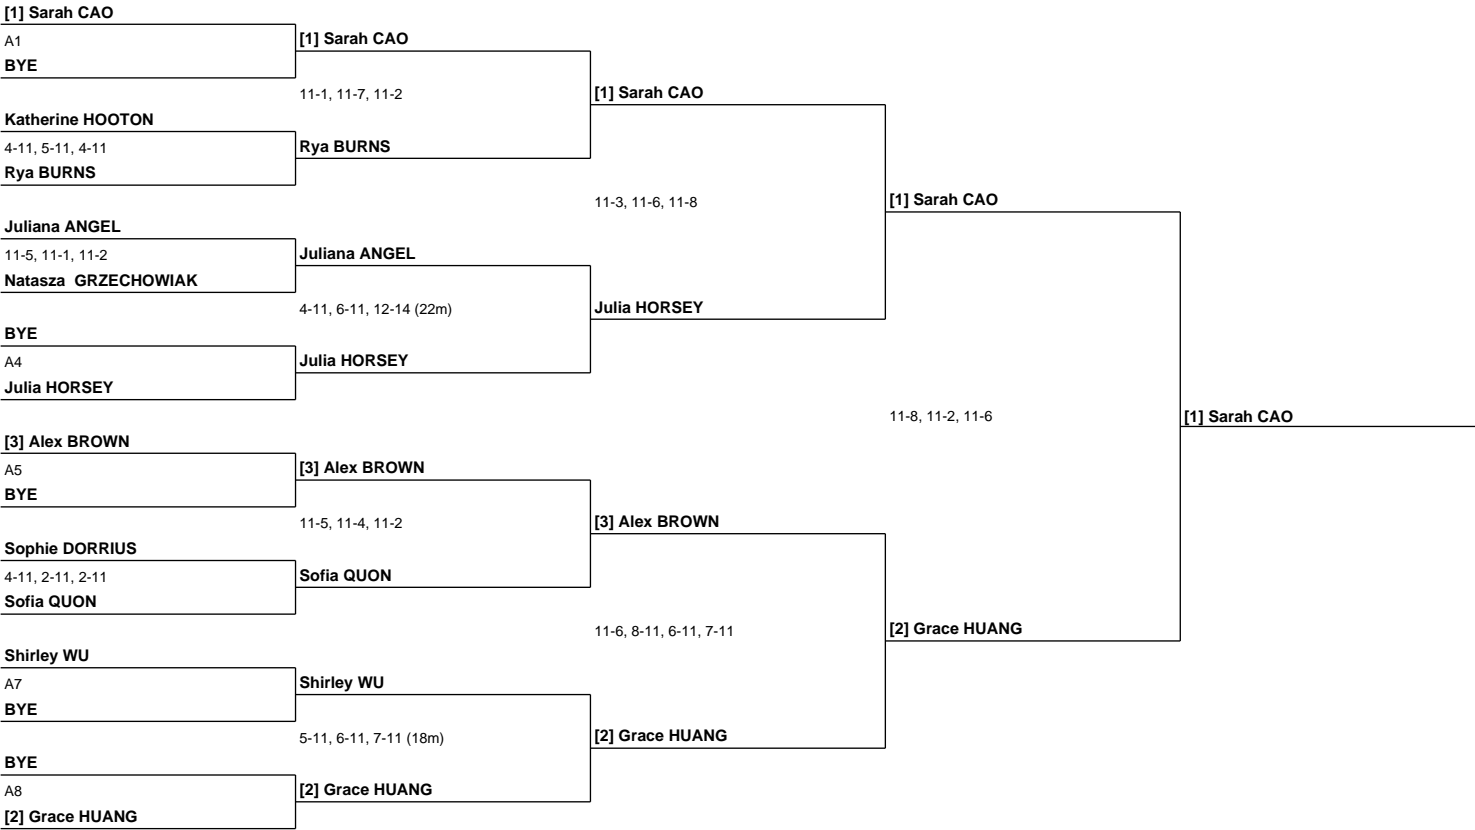 [1] Sarah CAO
A1
BYE
[1] Sarah CAO
11-1, 11-7, 11-2
[1] Sarah CAO
Katherine HOOTON
4-11, 5-11, 4-11
Rya BURNS
Rya BURNS
11-3, 11-6, 11-8
[1] Sarah CAO
Juliana ANGEL
11-5, 11-1, 11-2
Natasza  GRZECHOWIAK
Juliana ANGEL
4-11, 6-11, 12-14 (22m)
Julia HORSEY
BYE
A4
Julia HORSEY
Julia HORSEY
11-8, 11-2, 11-6
[1] Sarah CAO
[3] Alex BROWN
A5
BYE
[3] Alex BROWN
11-5, 11-4, 11-2
[3] Alex BROWN
Sophie DORRIUS
4-11, 2-11, 2-11
Sofia QUON
Sofia QUON
11-6, 8-11, 6-11, 7-11
[2] Grace HUANG
Shirley WU
A7
BYE
Shirley WU
5-11, 6-11, 7-11 (18m)
[2] Grace HUANG
BYE
A8
[2] Grace HUANG
[2] Grace HUANG